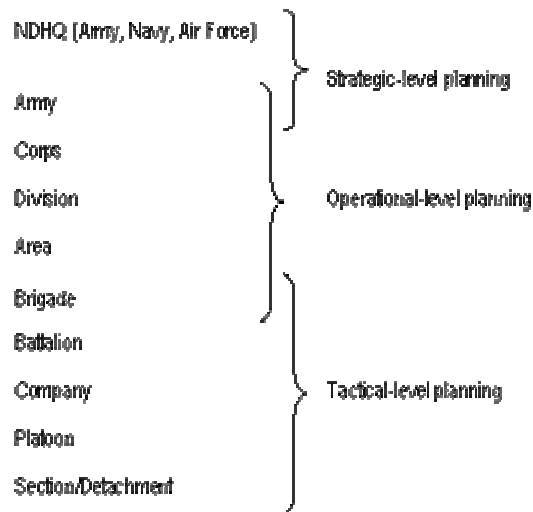 NDHQ (Army, Navy, Air Force)
Strategic-level planning
Army
Corps
Division
Operational-level planning
Area
Brigade
Battalion
Company
Tactical-level planning
Platoon
Section/Detachment